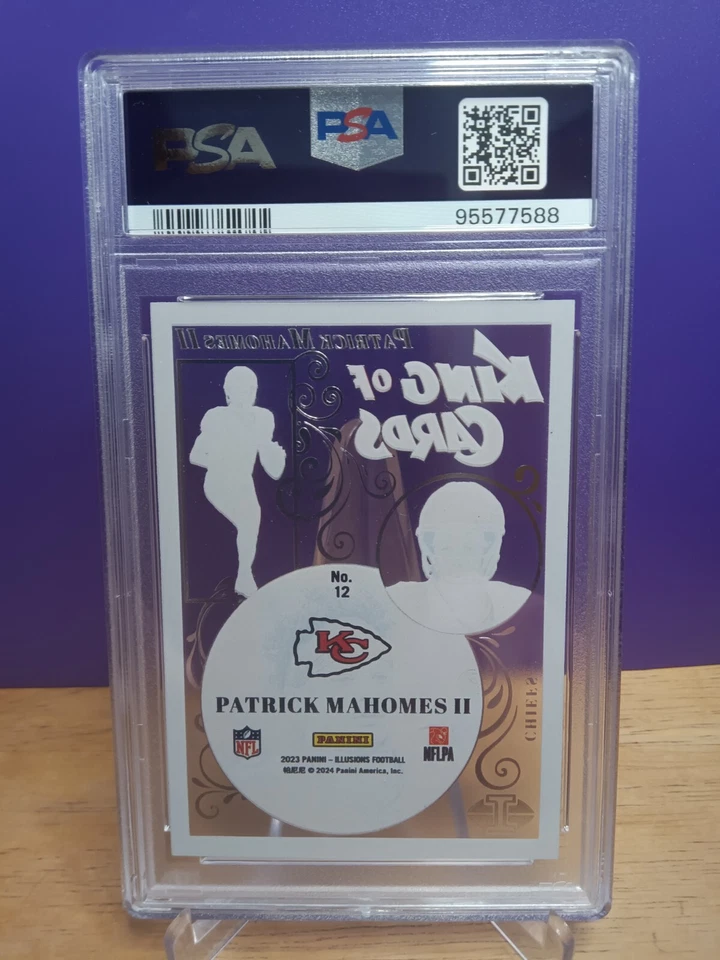 PSA
PSA
95577588
PATRICK MAHOMES II
KING OF
CARDS
CHIEFS
No.
12
KC
PATRICK MAHOMES II
NFL
PANINI
NFLPA
2023 PANINI – ILLUSIONS FOOTBALL
帕尼尼 © 2024 Panini America, Inc.
I